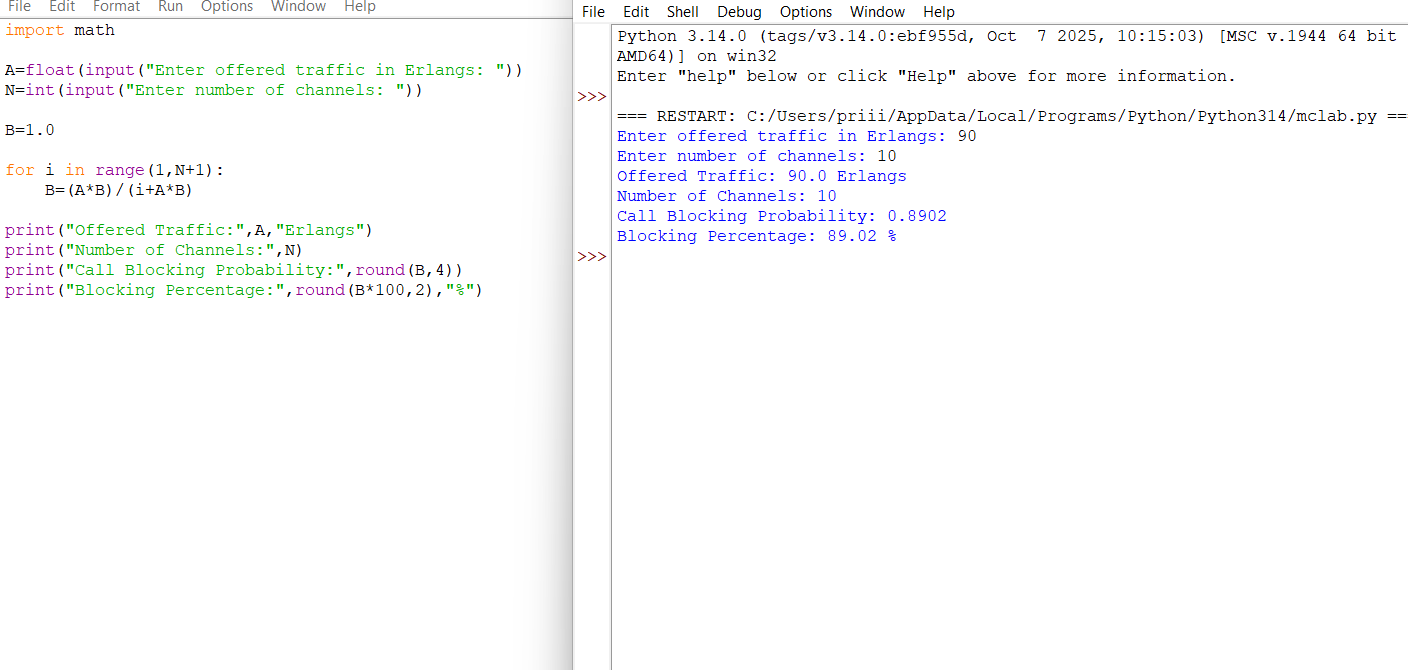 File Edit Format Run Options Window Help
import math
A=float(input("Enter offered traffic in Erlangs: "))
N=int(input("Enter number of channels: "))
B=1.0
for i in range(1,N+1):
    B=(A*B)/(i+A*B)
print("Offered Traffic:",A,"Erlangs")
print("Number of Channels:",N)
print("Call Blocking Probability:",round(B,4))
print("Blocking Percentage:",round(B*100,2),"%")
File Edit Shell Debug Options Window Help
Python 3.14.0 (tags/v3.14.0:ebf955d, Oct  7 2025, 10:15:03) [MSC v.1944 64 bit
AMD64)] on win32
Enter "help" below or click "Help" above for more information.
>>>
=== RESTART: C:/Users/priii/AppData/Local/Programs/Python/Python314/mclab.py ==
Enter offered traffic in Erlangs: 90
Enter number of channels: 10
Offered Traffic: 90.0 Erlangs
Number of Channels: 10
Call Blocking Probability: 0.8902
Blocking Percentage: 89.02 %
>>>